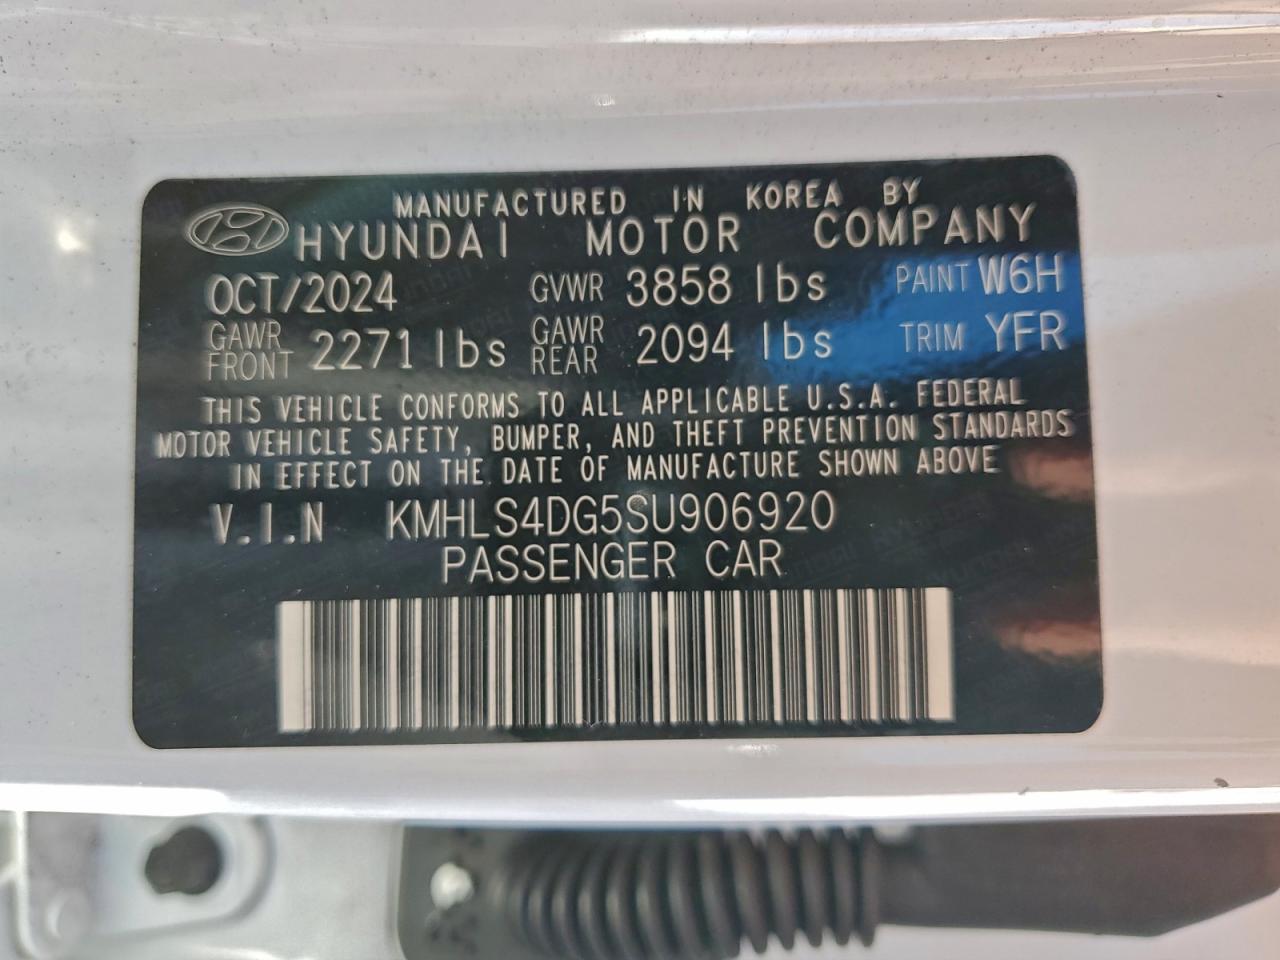 MANUFACTURED IN KOREA BY
HYUNDAI MOTOR COMPANY
OCT/2024 GVWR 3858 lbs PAINT W6H
GAWR FRONT 2271 lbs GAWR REAR 2094 lbs TRIM YFR
THIS VEHICLE CONFORMS TO ALL APPLICABLE U.S.A. FEDERAL
MOTOR VEHICLE SAFETY, BUMPER, AND THEFT PREVENTION STANDARDS
IN EFFECT ON THE DATE OF MANUFACTURE SHOWN ABOVE
V.I.N KMHLS4DG5SU906920
PASSENGER CAR